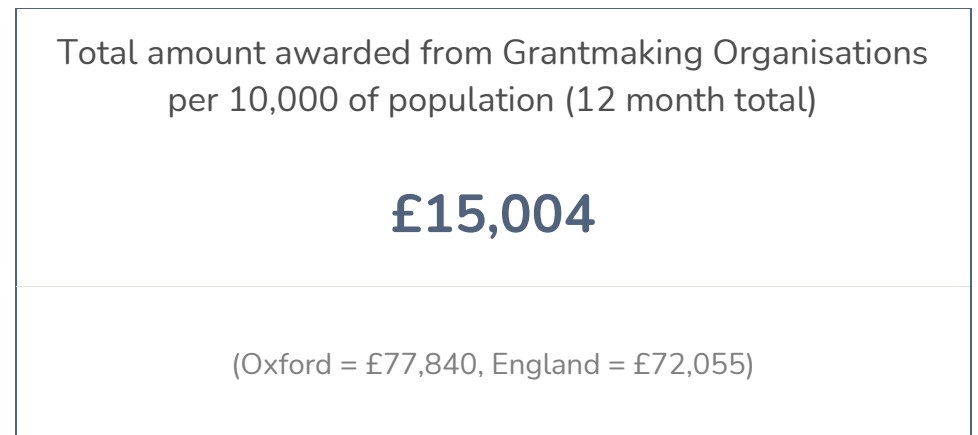 Total amount awarded from Grantmaking Organisations
per 10,000 of population (12 month total)
£15,004
(Oxford = £77,840, England = £72,055)